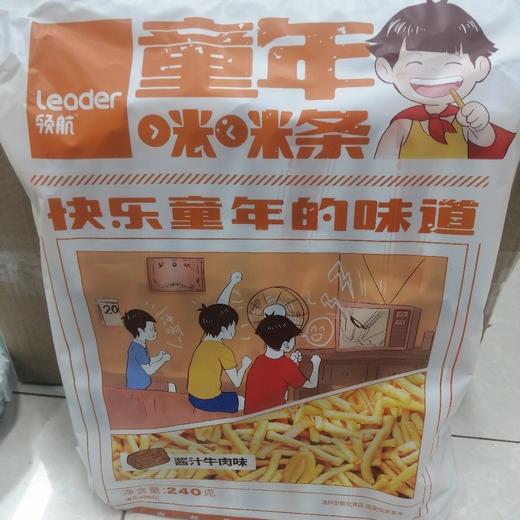 Leader
领航
童年
咪咪条
快乐童年的味道
20
酱汁牛肉味
净含量:240克